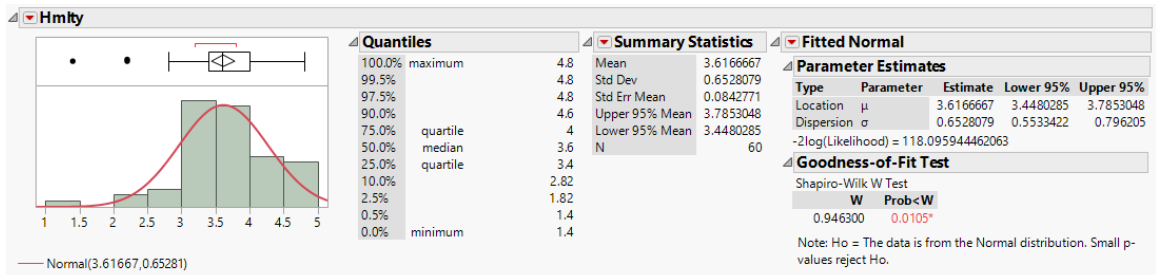 Hmlty
1 1.5 2 2.5 3 3.5 4 4.5 5
Normal(3.61667,0.65281)
Quantiles
100.0% maximum 4.8
99.5% 4.8
97.5% 4.8
90.0% 4.6
75.0% quartile 4
50.0% median 3.6
25.0% quartile 3.4
10.0% 2.82
2.5% 1.82
0.5% 1.4
0.0% minimum 1.4
Summary Statistics
Mean 3.6166667
Std Dev 0.6528079
Std Err Mean 0.0842771
Upper 95% Mean 3.7853048
Lower 95% Mean 3.4480285
N 60
Fitted Normal
Parameter Estimates
Type Parameter Estimate Lower 95% Upper 95%
Location μ 3.6166667 3.4480285 3.7853048
Dispersion σ 0.6528079 0.5533422 0.796205
-2log(Likelihood) = 118.095944462063
Goodness-of-Fit Test
Shapiro-Wilk W Test
W Prob<W
0.946300 0.0105*
Note: Ho = The data is from the Normal distribution. Small p-
values reject Ho.